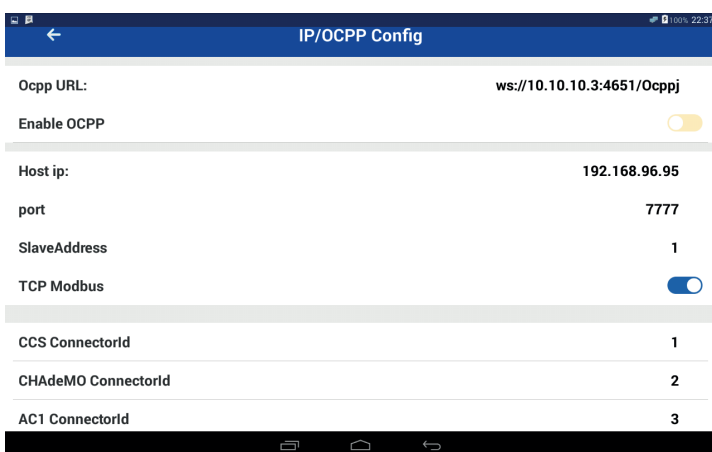 100% 22:37
IP/OCPP Config
Ocpp URL: ws://10.10.10.3:4651/Ocppj
Enable OCPP
Host ip: 192.168.96.95
port 7777
SlaveAddress 1
TCP Modbus
CCS ConnectorId 1
CHAdeMO ConnectorId 2
AC1 ConnectorId 3